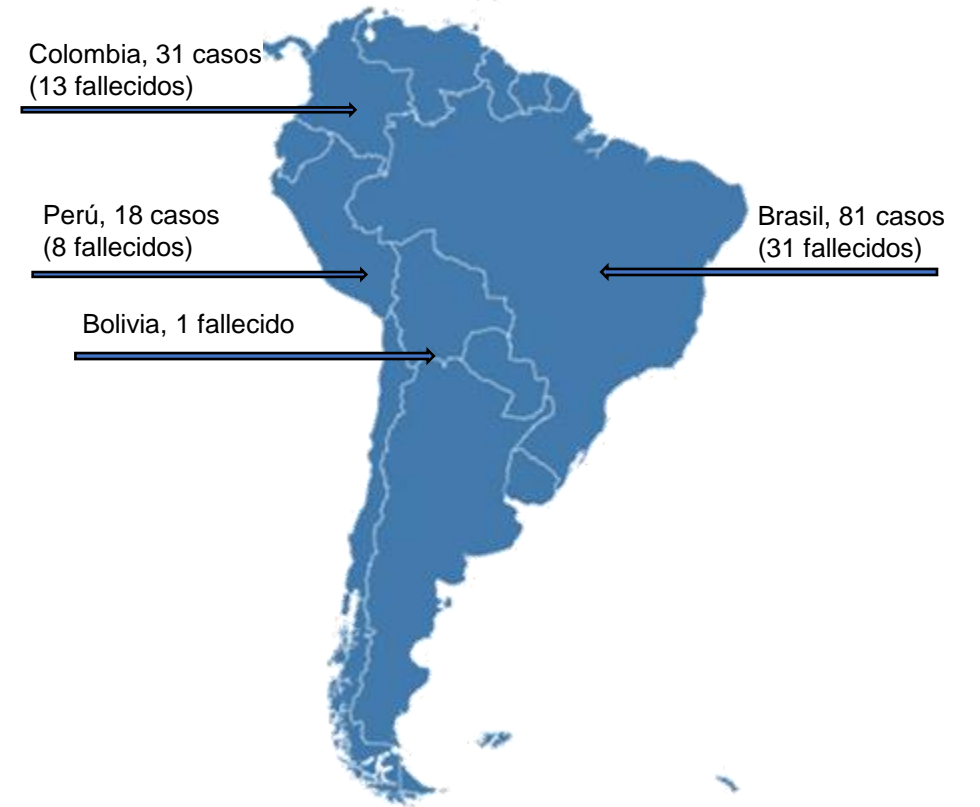 Colombia, 31 casos
(13 fallecidos)
Perú, 18 casos
(8 fallecidos)
Brasil, 81 casos
(31 fallecidos)
Bolivia, 1 fallecido